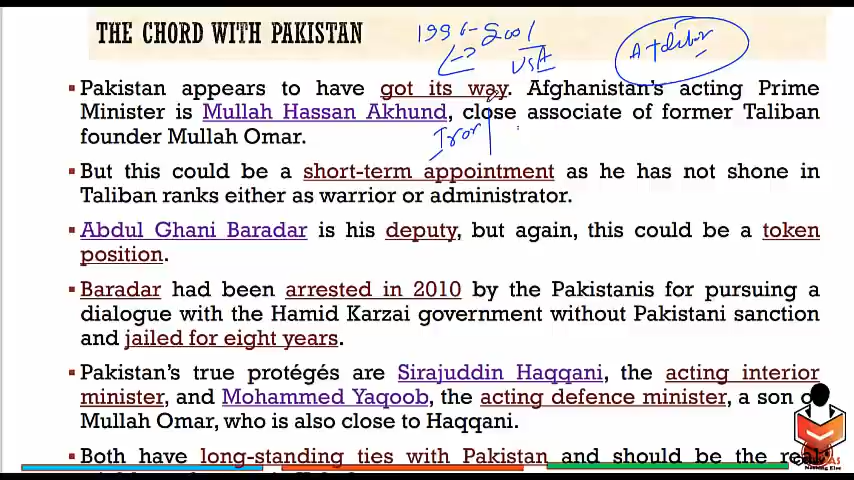 THE CHORD WITH PAKISTAN
1996-2001
USA
▪ Pakistan appears to have got its way. Afghanistan's acting Prime
Minister is Mullah Hassan Akhund, close associate of former Taliban
founder Mullah Omar.
▪ But this could be a short-term appointment as he has not shone in
Taliban ranks either as warrior or administrator.
▪ Abdul Ghani Baradar is his deputy, but again, this could be a token
position.
▪ Baradar had been arrested in 2010 by the Pakistanis for pursuing a
dialogue with the Hamid Karzai government without Pakistani sanction
and jailed for eight years.
▪ Pakistan's true protégés are Sirajuddin Haqqani, the acting interior
minister, and Mohammed Yaqoob, the acting defence minister, a son of
Mullah Omar, who is also close to Haqqani.
▪ Both have long-standing ties with Pakistan and should be the real